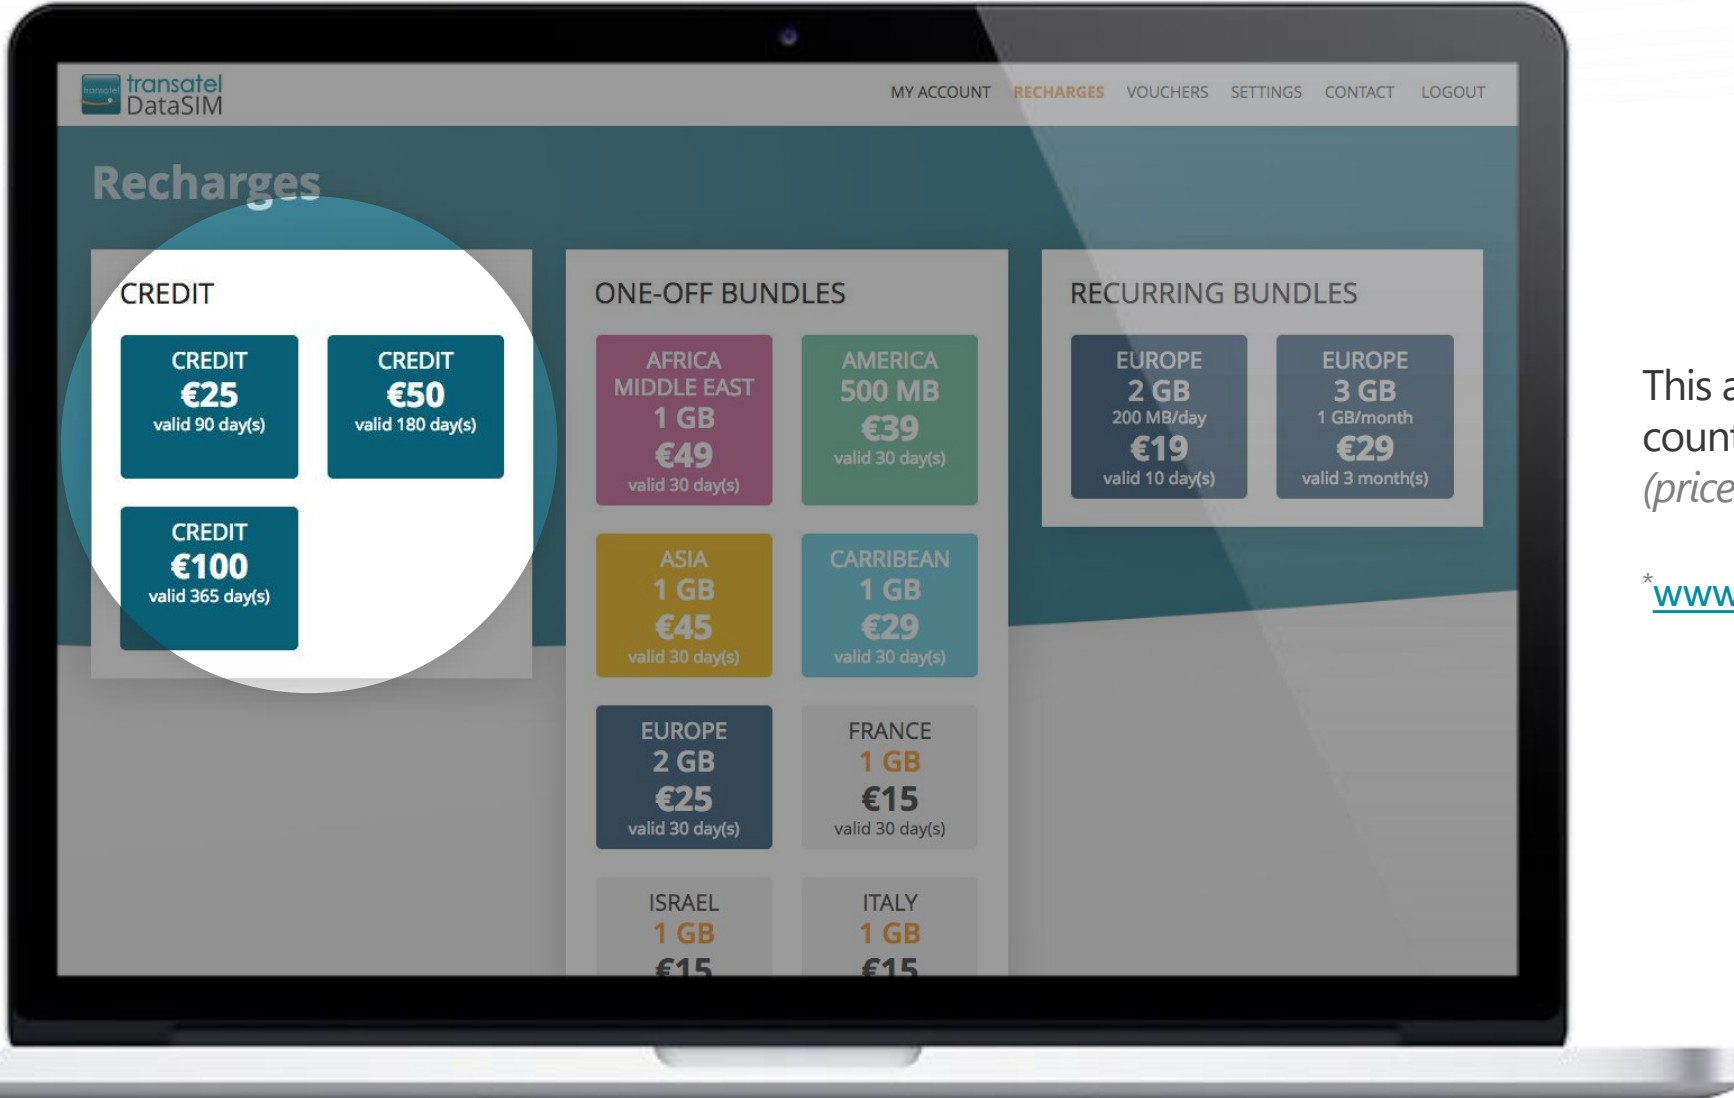 transatel
transatel
DataSIM
MY ACCOUNT RECHARGES VOUCHERS SETTINGS CONTACT LOGOUT
Recharges
CREDIT
CREDIT
€25
valid 90 day(s)
CREDIT
€50
valid 180 day(s)
CREDIT
€100
valid 365 day(s)
ONE-OFF BUNDLES
AFRICA
MIDDLE EAST
1 GB
€49
valid 30 day(s)
AMERICA
500 MB
€39
valid 30 day(s)
ASIA
1 GB
€45
valid 30 day(s)
CARRIBEAN
1 GB
€29
valid 30 day(s)
EUROPE
2 GB
€25
valid 30 day(s)
FRANCE
1 GB
€15
valid 30 day(s)
ISRAEL
1 GB
€15
ITALY
1 GB
€15
RECURRING BUNDLES
EUROPE
2 GB
200 MB/day
€19
valid 10 day(s)
EUROPE
3 GB
1 GB/month
€29
valid 3 month(s)
This
(price
*www